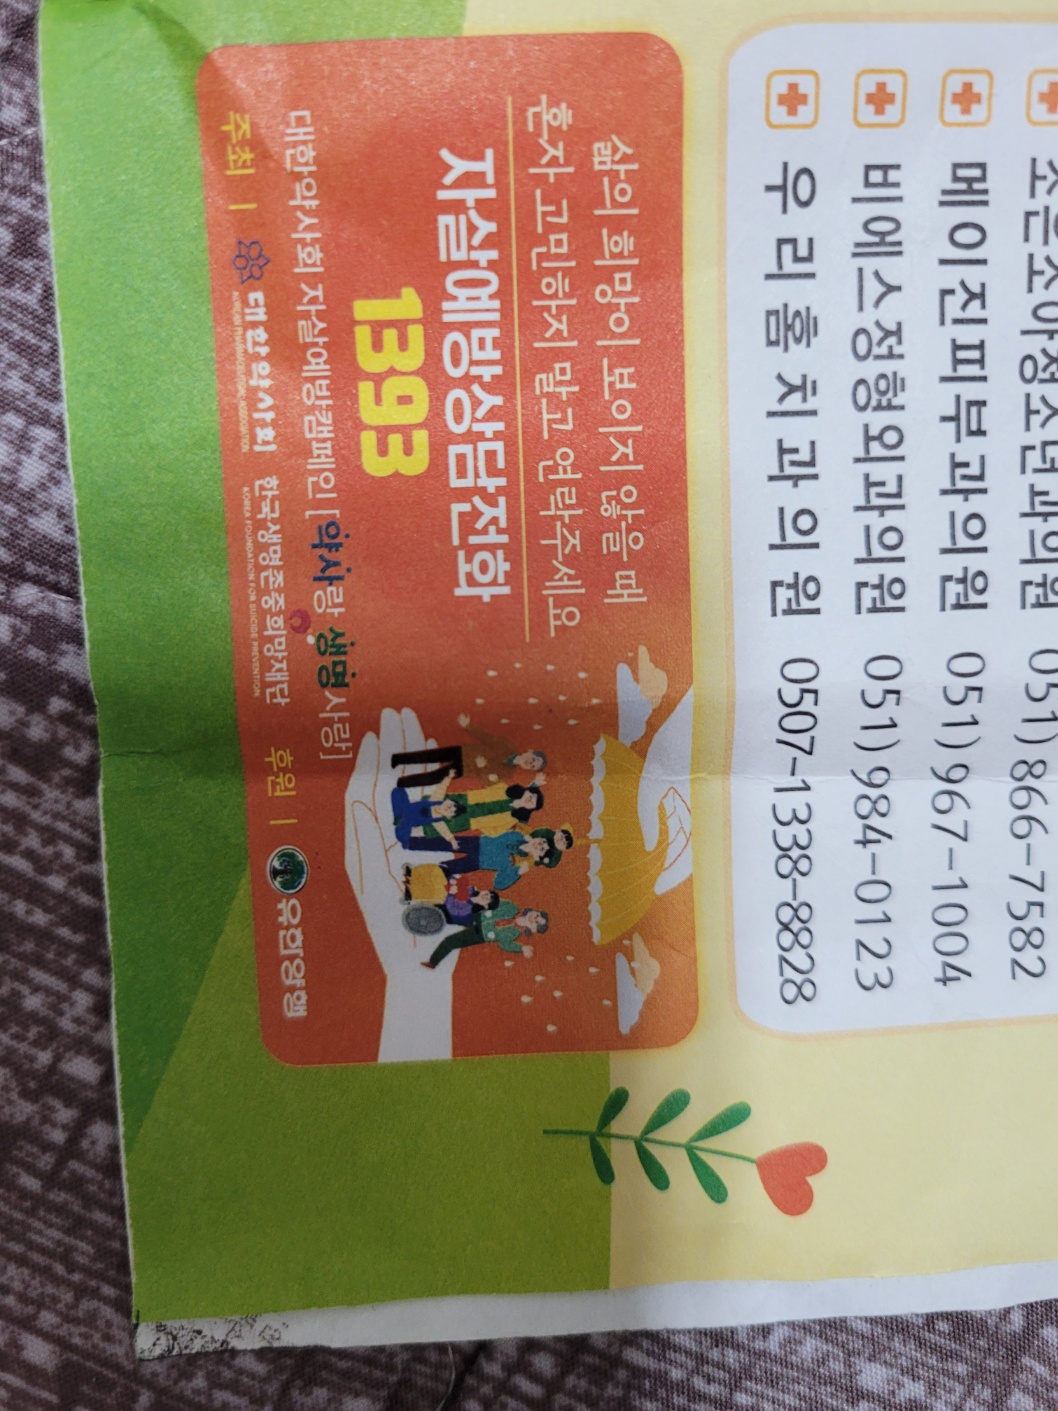 소아청소년과의원 051)866-7582
메이진피부과의원 051)967-1004
비에스정형외과의원 051)984-0123
우리홈치과의원 0507-1338-8828
삶의 희망이 보이지 않을 때
혼자 고민하지 말고 연락주세요
자살예방상담전화
1393
대한약사회 자살예방캠페인 [약사랑 생명사랑]
주최 | 대한약사회 한국생명존중희망재단 후원 | 유한양행
KOREAN PHARMACEUTICAL ASSOCIATION KOREA FOUNDATION FOR SUICIDE PREVENTION